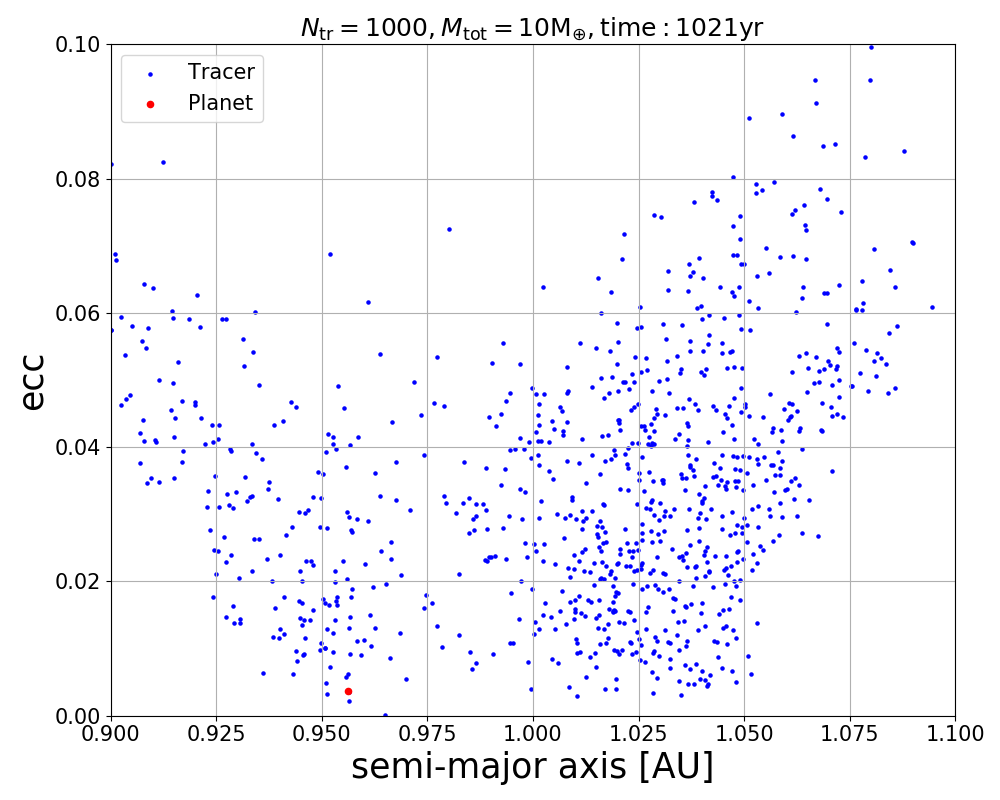 N_tr = 1000, M_tot = 10M_⊕, time : 1021yr
Tracer
Planet
0.10
0.08
0.06
0.04
0.02
0.00
ecc
0.900 0.925 0.950 0.975 1.000 1.025 1.050 1.075 1.100
semi-major axis [AU]